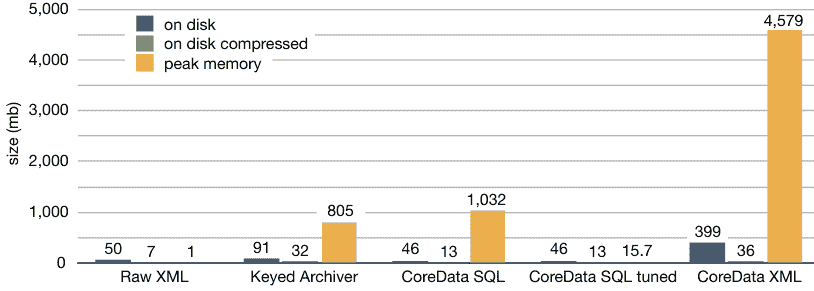 5,000
4,000
3,000
2,000
1,000
0
size (mb)
on disk
on disk compressed
peak memory
50 7 1
91 32 805
46 13 1,032
46 13 15.7
399 36 4,579
Raw XML
Keyed Archiver
CoreData SQL
CoreData SQL tuned
CoreData XML